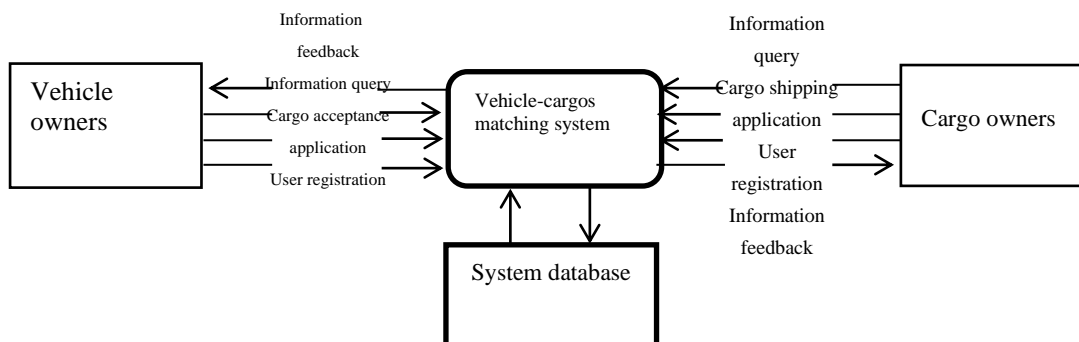 Vehicle
owners
Information
feedback
Information query
Cargo acceptance
application
User registration
Vehicle-cargos
matching system
Information
query
Cargo shipping
application
User
registration
Information
feedback
Cargo owners
System database